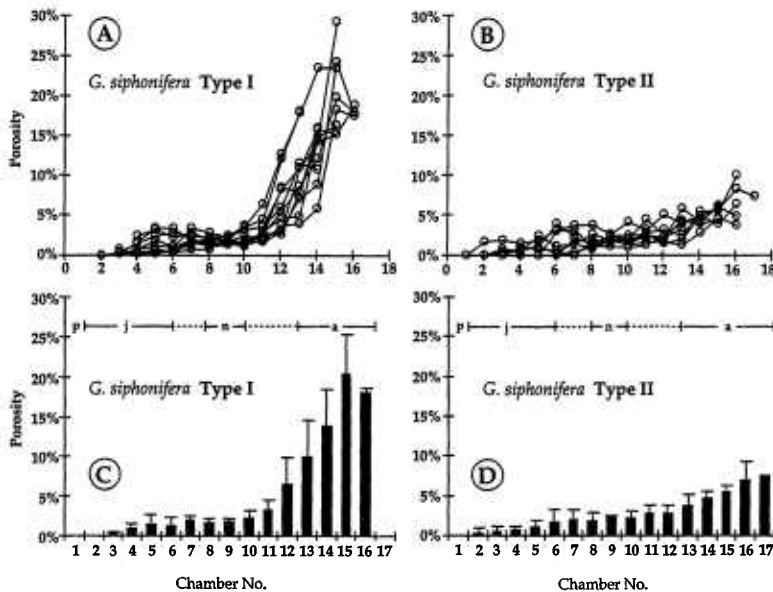 A
G. siphonifera Type I
Porosity
30%
25%
20%
15%
10%
5%
0%
0 2 4 6 8 10 12 14 16 18
B
G. siphonifera Type II
30%
25%
20%
15%
10%
5%
0%
0 2 4 6 8 10 12 14 16 18
C
p j n a
G. siphonifera Type I
Porosity
30%
25%
20%
15%
10%
5%
0%
1 2 3 4 5 6 7 8 9 10 11 12 13 14 15 16 17
Chamber No.
D
p j n a
G. siphonifera Type II
30%
25%
20%
15%
10%
5%
0%
1 2 3 4 5 6 7 8 9 10 11 12 13 14 15 16 17
Chamber No.